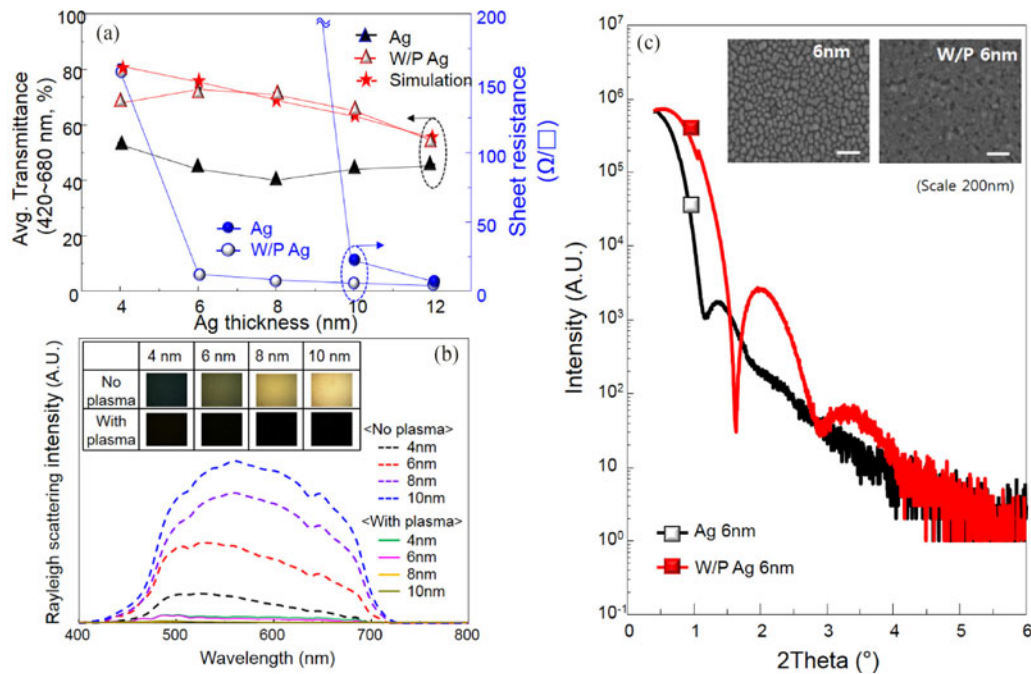 (a)
Avg. Transmittance
(420~680 nm, %)
100
80
60
40
20
0
4
6
8
10
12
Ag thickness (nm)
200
150
100
50
0
Sheet resistance
(Ω/□)
Ag
W/P Ag
Simulation
Ag
W/P Ag
(b)
Rayleigh scattering intensity (A.U.)
4 nm 6 nm 8 nm 10 nm
No
plasma
With
plasma
<No plasma>
4nm
6nm
8nm
10nm
<With plasma>
4nm
6nm
8nm
10nm
400 500 600 700 800
Wavelength (nm)
(c)
6nm
W/P 6nm
(Scale 200nm)
Intensity (A.U.)
10⁷
10⁶
10⁵
10⁴
10³
10²
10
10⁰
10⁻¹
Ag 6nm
W/P Ag 6nm
0 1 2 3 4 5 6
2Theta (°)